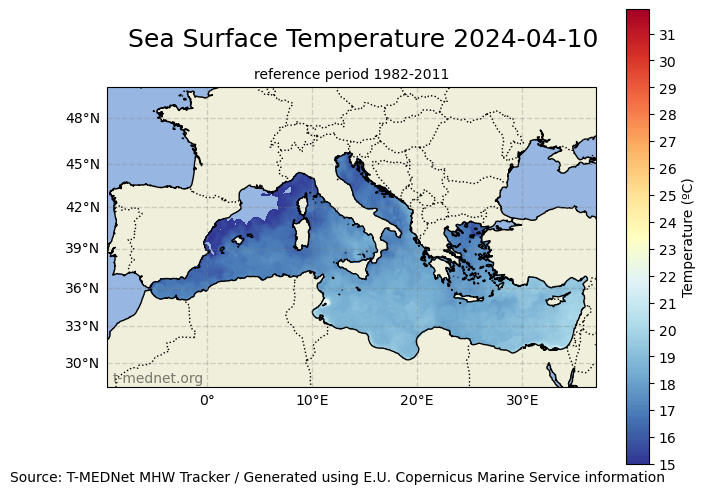 Sea Surface Temperature 2024-04-10
reference period 1982-2011
48°N
45°N
42°N
39°N
36°N
33°N
30°N
0°
10°E
20°E
30°E
t-mednet.org
31
30
29
28
27
26
25
24
23
22
21
20
19
18
17
16
15
Temperature (ºC)
Source: T-MEDNet MHW Tracker / Generated using E.U. Copernicus Marine Service information